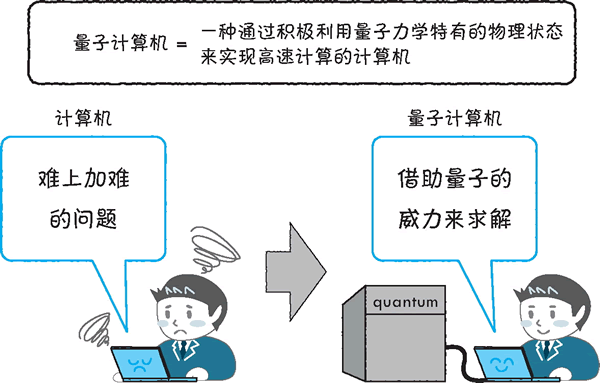 量子计算机 = 一种通过积极利用量子力学特有的物理状态
来实现高速计算的计算机
计算机
难上加难
的问题
量子计算机
借助量子的
威力来求解
quantum